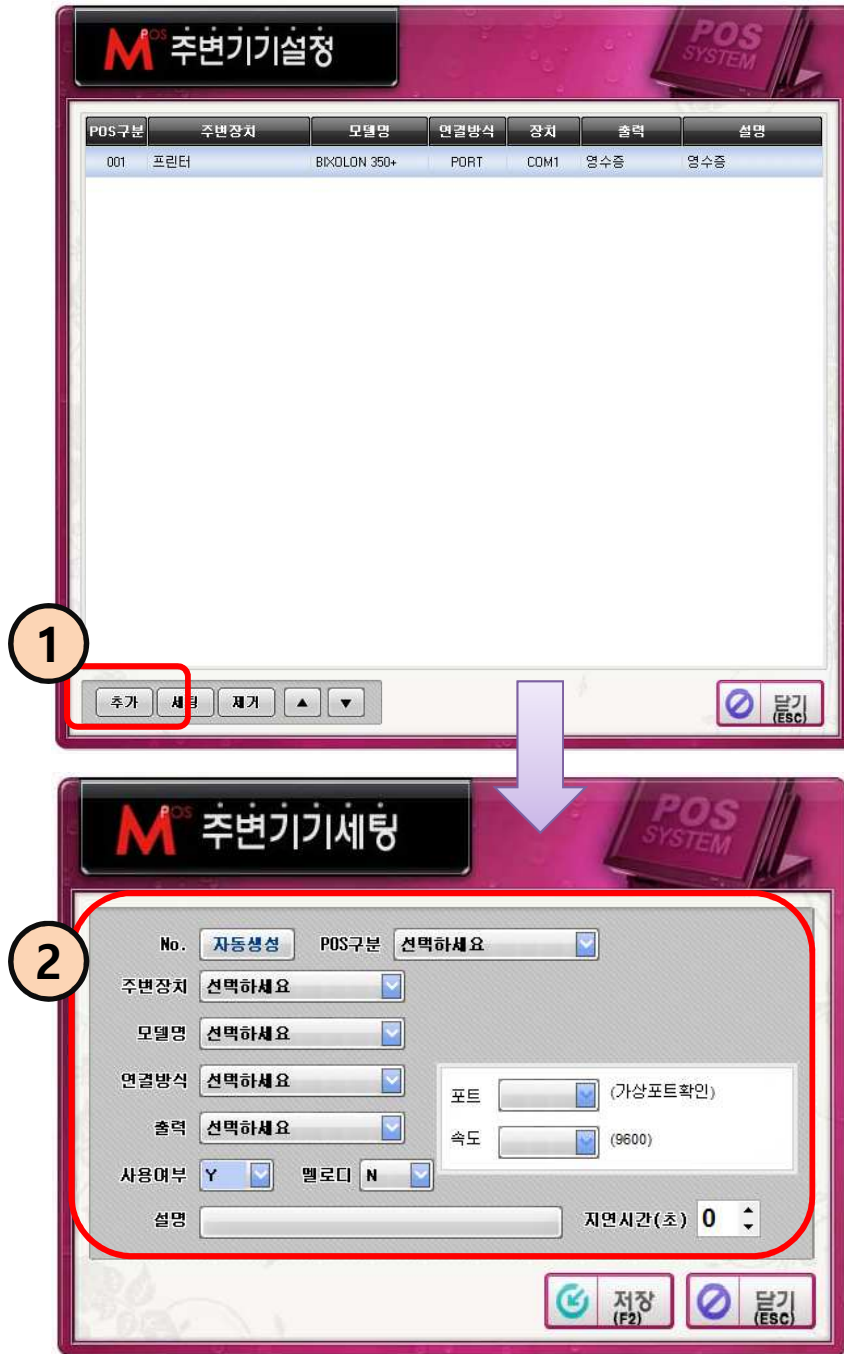 MPOS 주변기기설정
POS SYSTEM
POS구분 주변장치 모델명 연결방식 장치 출력 설명
001 프린터 BIXOLON 350+ PORT COM1 영수증 영수증
1
추가 세팅 제거 ▲ ▼ 닫기 (ESC)
MPOS 주변기기세팅
POS SYSTEM
2
No. 자동생성 POS구분 선택하세요
주변장치 선택하세요
모델명 선택하세요
연결방식 선택하세요
포트 (가상포트확인)
출력 선택하세요
속도 (9600)
사용여부 Y 멜로디 N
설명 지연시간(초) 0
저장 (F2) 닫기 (ESC)